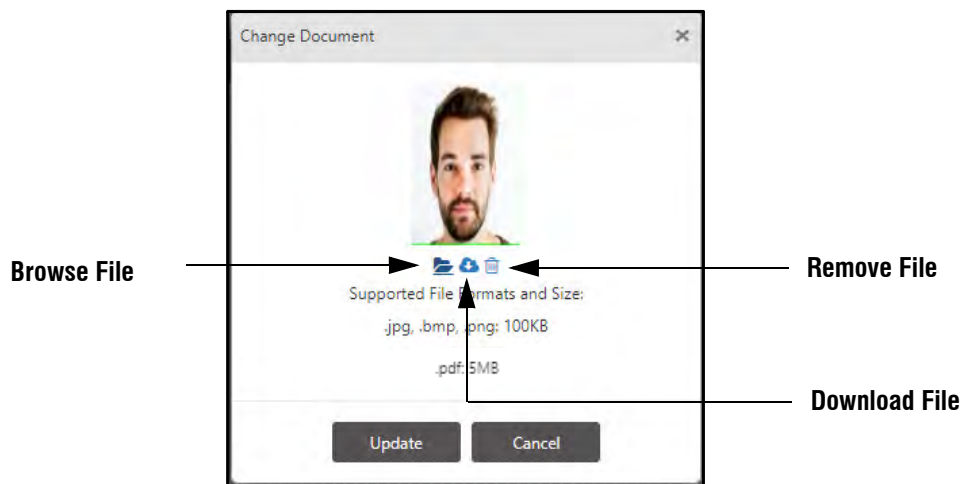 Change Document
Browse File
Remove File
Supported File Formats and Size:
.jpg, .bmp, .png: 100KB
.pdf: 5MB
Download File
Update
Cancel